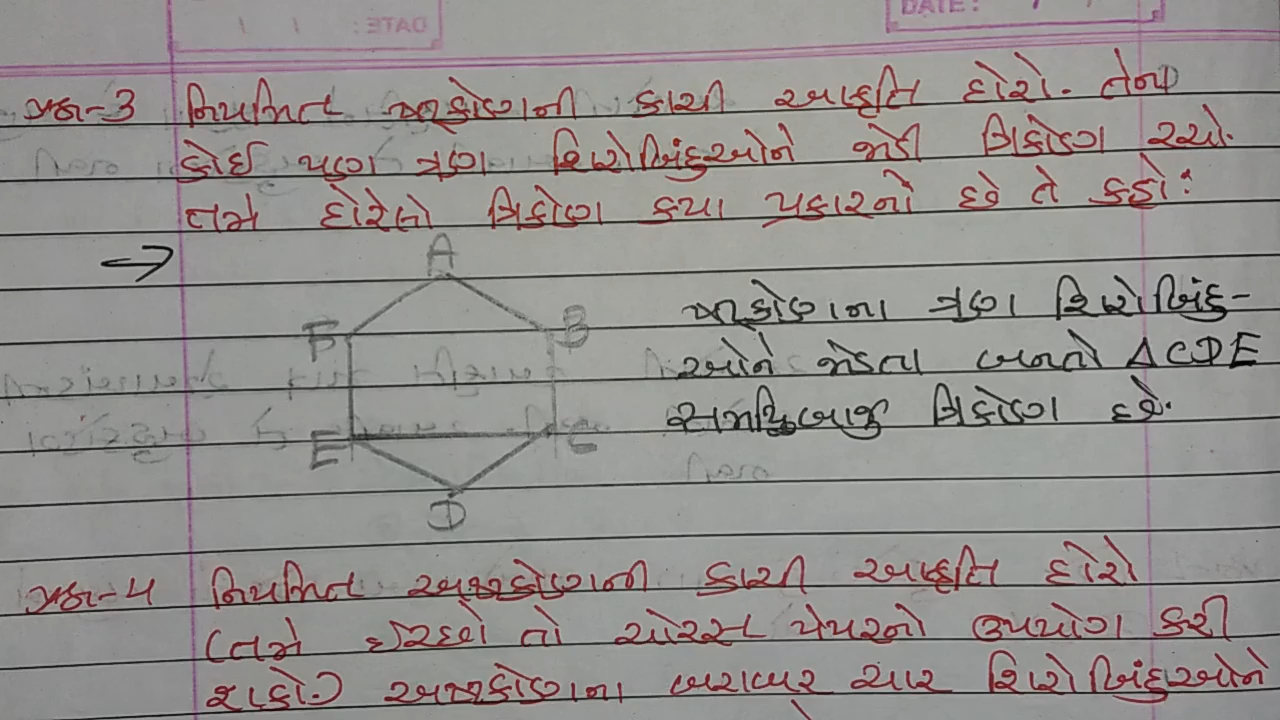 DATE: / /
પ્રશ્ન-3 નિયમિત ષટ્કોણની કાચી આકૃતિ દોરો. તેના
કોઈ પણ ત્રણ શિરોબિંદુઓને જોડી ત્રિકોણ રચો.
તમે દોરેલો ત્રિકોણ કયા પ્રકારનો છે તે કહો:
→
A
F B
E C
D
ષટ્કોણના ત્રણ શિરોબિંદુ-
ઓને જોડતા બનતો ΔCDE
સમદ્વિબાજુ ત્રિકોણ છે.
પ્રશ્ન-4 નિયમિત અષ્ટકોણની કાચી આકૃતિ દોરો
(તમે ઈચ્છો તો ચોરસ પેપરનો ઉપયોગ કરી
શકો.) અષ્ટકોણના બરાબર ચાર શિરોબિંદુઓને